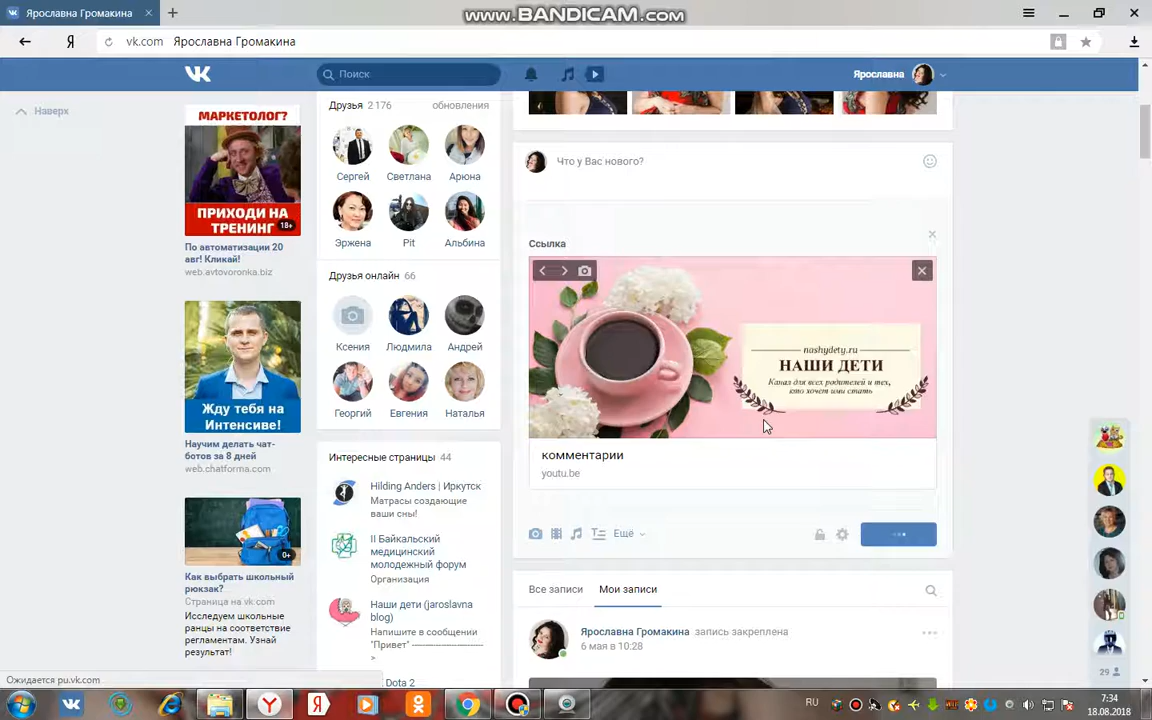 www.BANDICAM.com
Ярославна Громакина
vk.com Ярославна Громакина
Поиск
Ярославна
Наверх
МАРКЕТОЛОГ?
ПРИХОДИ НА
ТРЕНИНГ
18+
По автоматизации 20
авг! Кликай!
web.avtovoronka.biz
Жду тебя на
Интенсиве!
Научим делать чат-
ботов за 8 дней
web.chatforma.com
0+
Как выбрать школьный
рюкзак?
Страница на vk.com
Исследуем школьные
ранцы на соответствие
регламентам. Узнай
результат!
Друзья 2 176 обновления
Сергей Светлана Арюна
Эржена Pit Альбина
Друзья онлайн 66
Ксения Людмила Андрей
Георгий Евгения Наталья
Интересные страницы 44
Hilding Anders | Иркутск
Матрасы создающие
ваши сны!
II Байкальский
медицинский
молодежный форум
Организация
Наши дети (jaroslavna
blog)
Напишите в сообщении
"Привет" --------------------
>
Dota 2
Что у Вас нового?
Ссылка
nashydety.ru
НАШИ ДЕТИ
Канал для всех родителей и тех,
кто хочет ими стать
комментарии
youtu.be
Ещё
Все записи Мои записи
Ярославна Громакина запись закреплена
6 мая в 10:28
29
Ожидается pu.vk.com
RU
7:34
18.08.2018